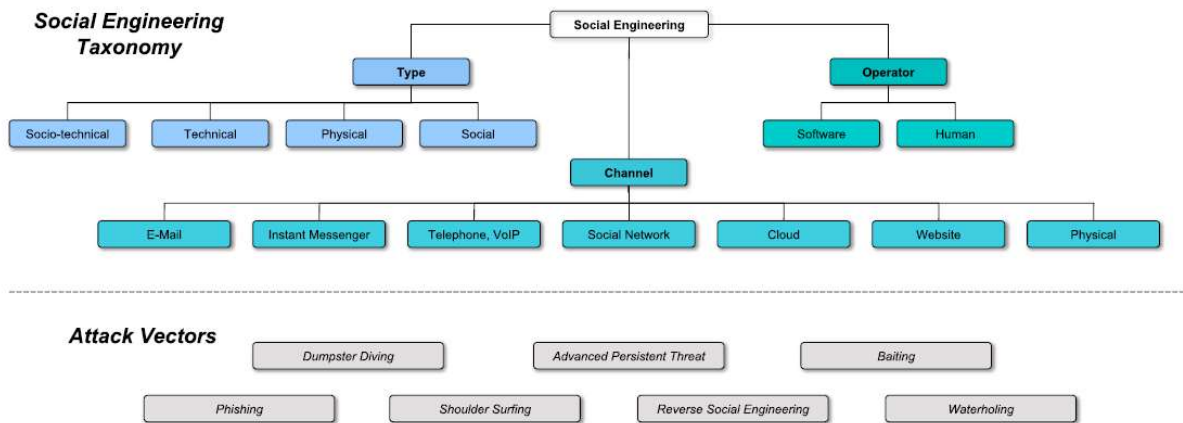 Social Engineering
Taxonomy
Social Engineering
Type
Operator
Socio-technical
Technical
Physical
Social
Software
Human
Channel
E-Mail
Instant Messenger
Telephone, VoIP
Social Network
Cloud
Website
Physical
Attack Vectors
Dumpster Diving
Advanced Persistent Threat
Baiting
Phishing
Shoulder Surfing
Reverse Social Engineering
Waterholing